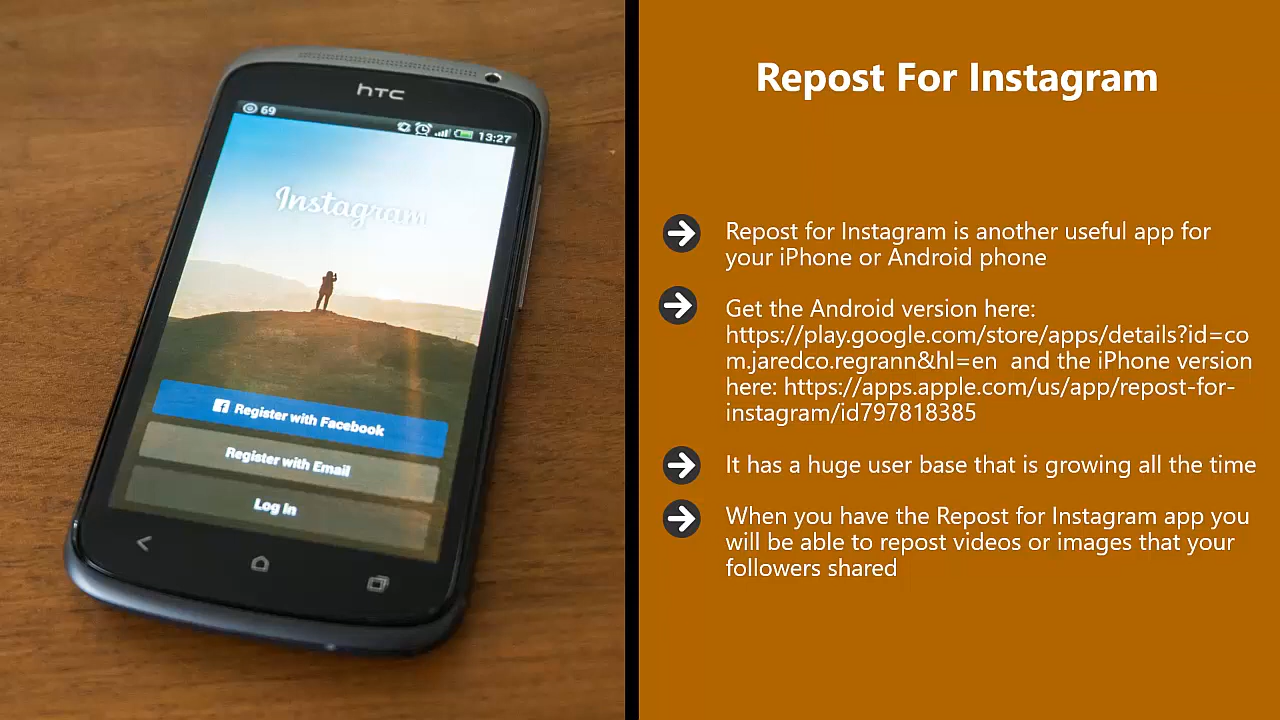 hTC
69
13:27
Instagram
Register with Facebook
Register with Email
Log In
Repost For Instagram
Repost for Instagram is another useful app for
your iPhone or Android phone
Get the Android version here:
https://play.google.com/store/apps/details?id=co
m.jaredco.regrann&hl=en  and the iPhone version
here: https://apps.apple.com/us/app/repost-for-
instagram/id797818385
It has a huge user base that is growing all the time
When you have the Repost for Instagram app you
will be able to repost videos or images that your
followers shared